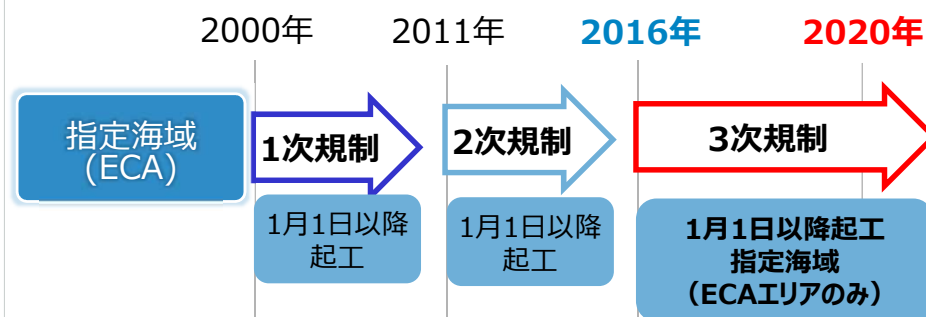 2000年 2011年 2016年 2020年
指定海域
(ECA)
1次規制 2次規制 3次規制
1月1日以降
起工
1月1日以降
起工
1月1日以降起工
指定海域
（ECAエリアのみ）